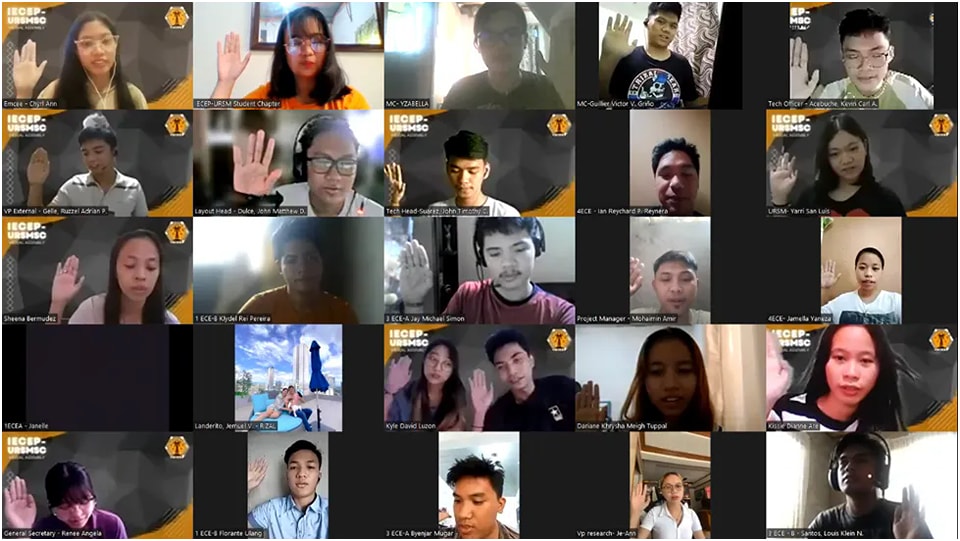 IECEP-
URSMSC
Emcee - Cheryl Ann
IECEP-URSM Student Chapter
MC- YZABELLA
MC-Guillier Victor V. Griño
IECEP-
URSMSC
Tech Officer - Acebuche, Kevin Carl A.
IECEP-
URSMSC
VP External - Gelle, Ruzzel Adrian P.
Layout Head - Dulce, John Matthew D.
Tech Head-Suarez, John Timothy C.
4ECE - Ian Reychard P. Reynera
IECEP-
URSMSC
URSM- Yarri San Luis
IECEP-
URSMSC
Sheena Bermudez
1 ECE-B Klydel Rei Pereira
3 ECE-A Jay Michael Simon
Project Manager - Mohaimin Amir
4ECE- Jamella Yaneza
1ECEA - Janelle
Landerito, Jemuel V. - RIZAL
IECEP-
URSMSC
Kyle David Luzon
Dariane Khrysha Meigh Tuppal
IECEP-
URSMSC
Kissie Dianne Are
IECEP-
URSMSC
General Secretary - Renee Angela
1 ECE-B Florante Ulang
3 ECE-A Byenjar Mugar
Vp research- Je-Ann
3 ECE - B - Santos, Louis Klein N.